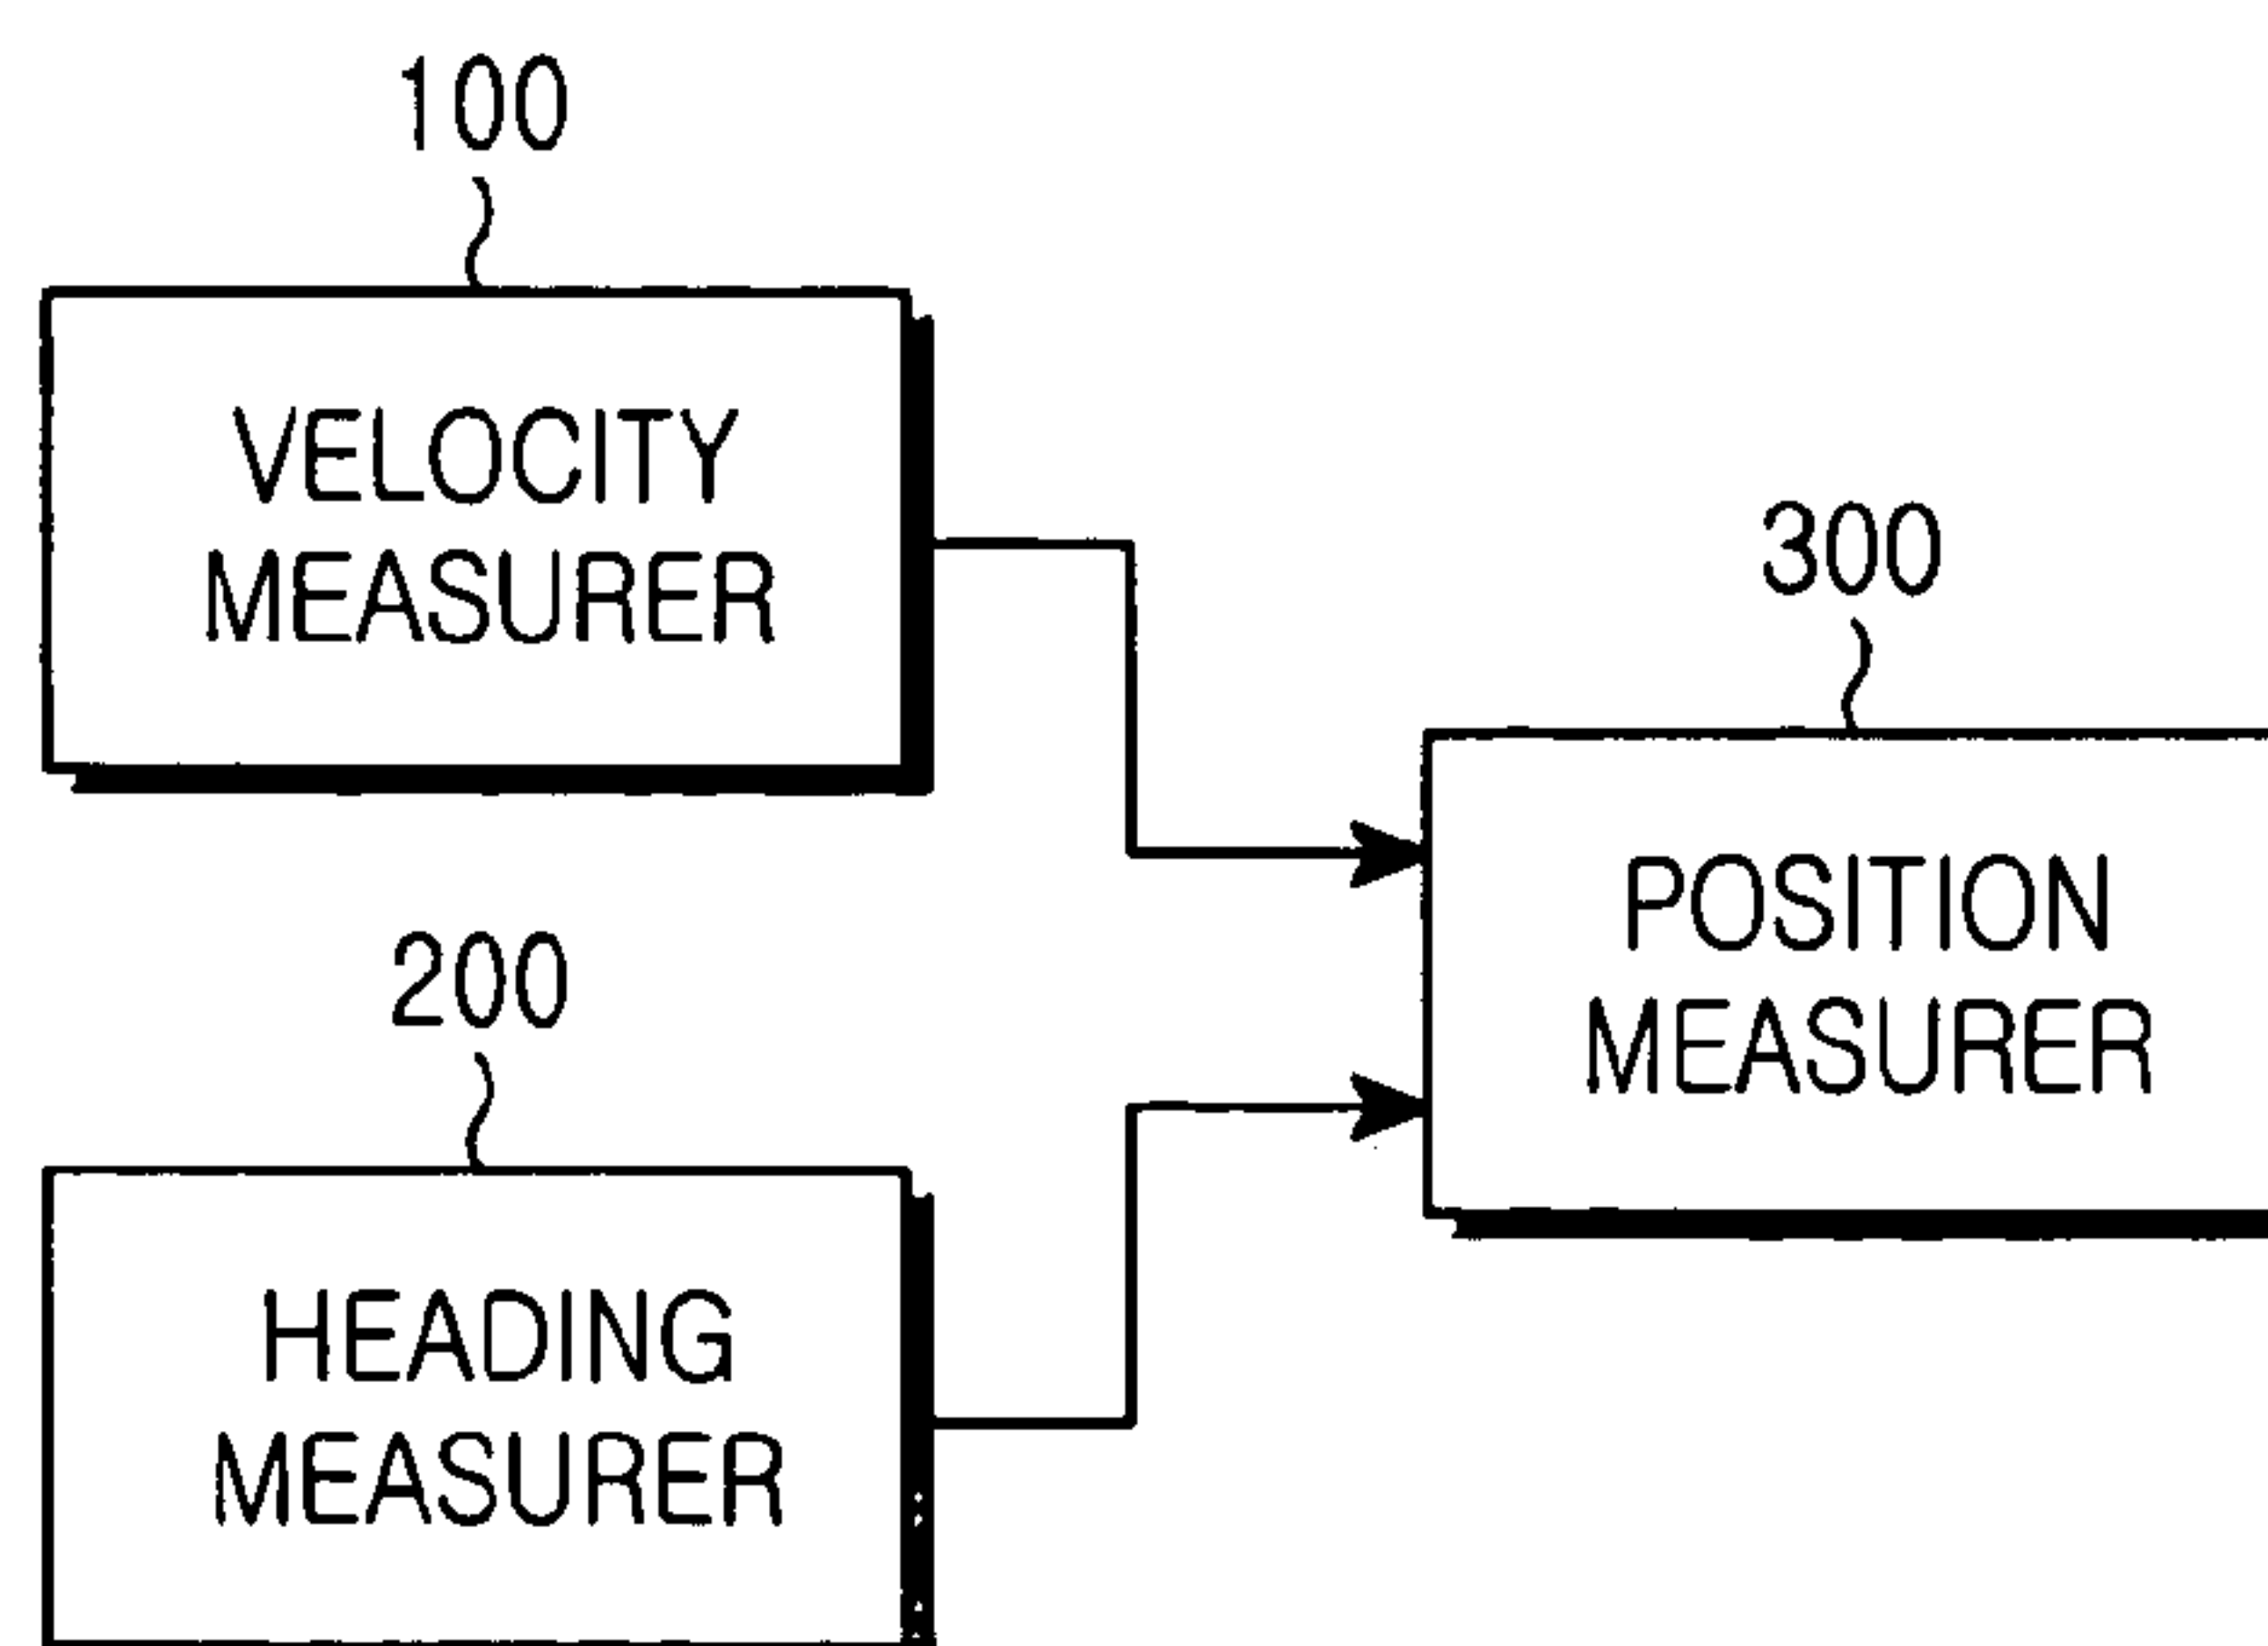 100
VELOCITY
MEASURER
200
HEADING
MEASURER
300
POSITION
MEASURER